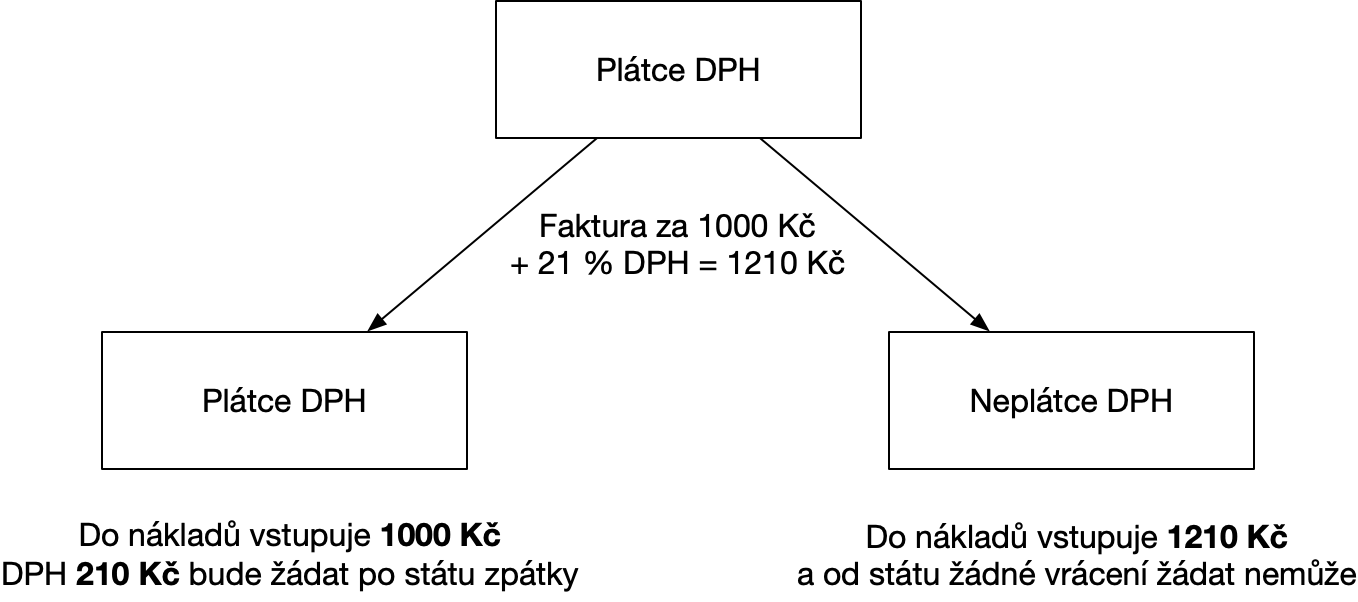 Plátce DPH
Faktura za 1000 Kč
+ 21 % DPH = 1210 Kč
Plátce DPH
Neplátce DPH
Do nákladů vstupuje 1000 Kč
DPH 210 Kč bude žádat po státu zpátky
Do nákladů vstupuje 1210 Kč
a od státu žádné vrácení žádat nemůže